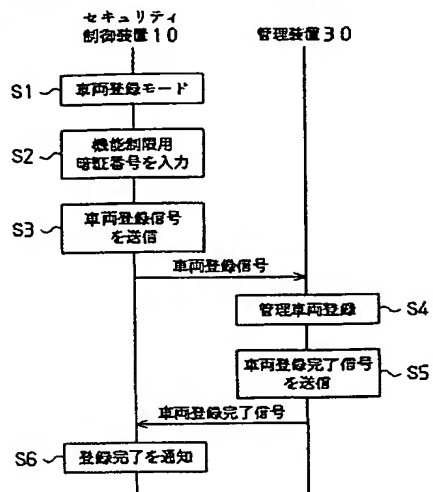 セキュリティ
制御装置10
管理装置30
S1
車両登録モード
S2
機能制限用
暗証番号を入力
S3
車両登録信号
を送信
車両登録信号
管理車両登録
S4
車両登録完了信号
を送信
S5
車両登録完了信号
S6
登録完了を通知